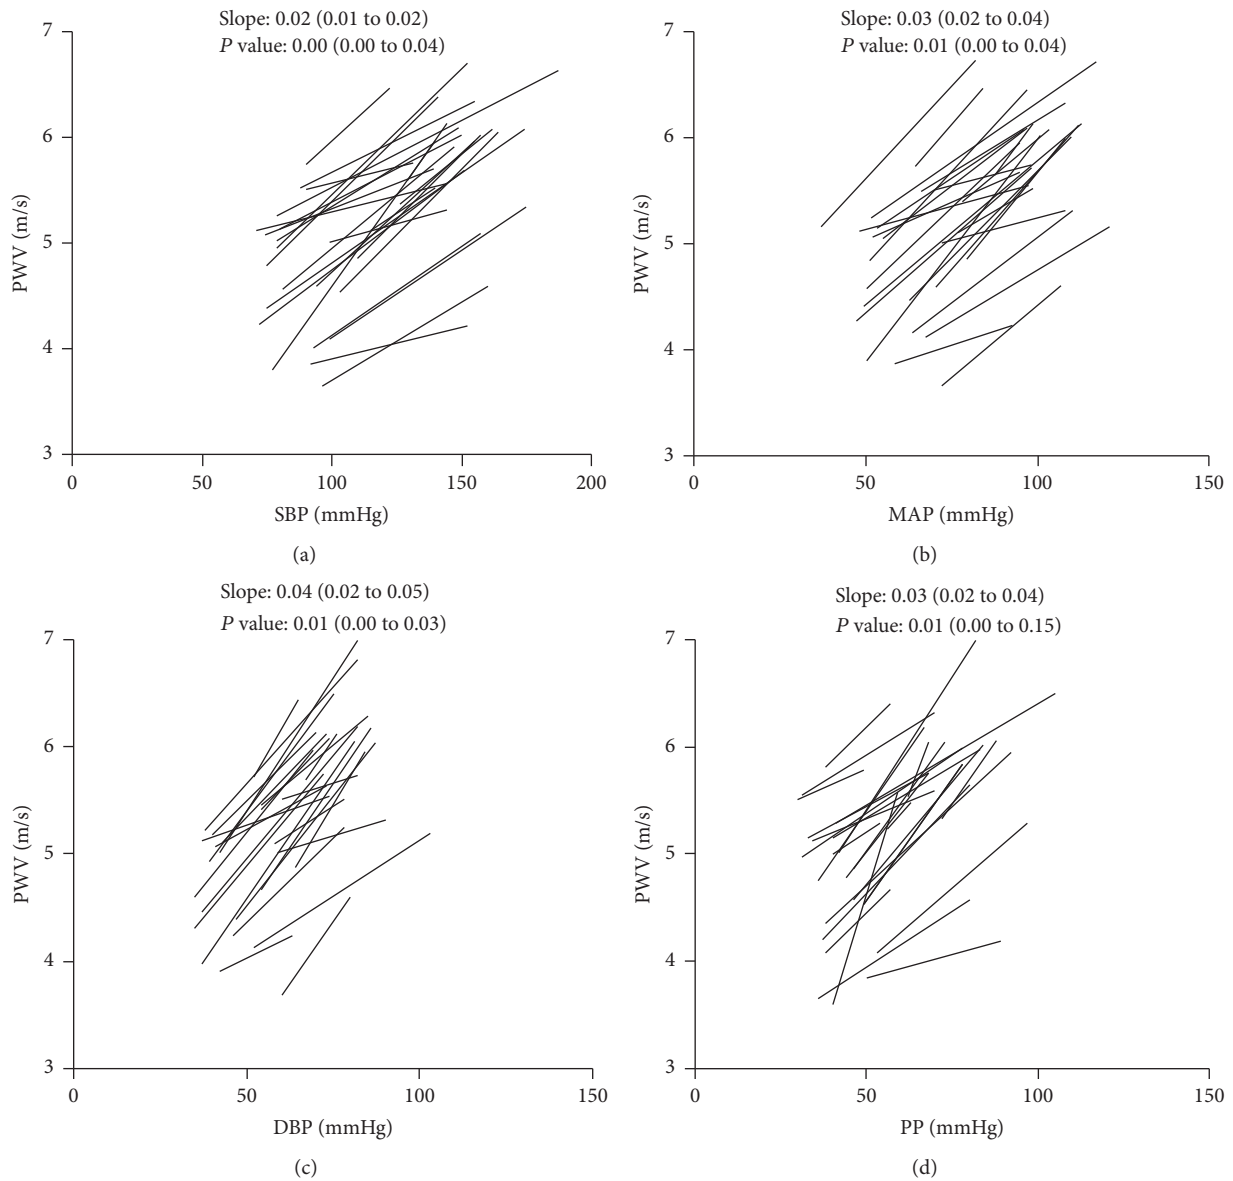 Slope: 0.02 (0.01 to 0.02)
P value: 0.00 (0.00 to 0.04)
7
6
5
4
3
PWV (m/s)
0
50
100
150
200
SBP (mmHg)
(a)
Slope: 0.03 (0.02 to 0.04)
P value: 0.01 (0.00 to 0.04)
7
6
5
4
3
PWV (m/s)
0
50
100
150
MAP (mmHg)
(b)
Slope: 0.04 (0.02 to 0.05)
P value: 0.01 (0.00 to 0.03)
7
6
5
4
3
PWV (m/s)
0
50
100
150
DBP (mmHg)
(c)
Slope: 0.03 (0.02 to 0.04)
P value: 0.01 (0.00 to 0.15)
7
6
5
4
3
PWV (m/s)
0
50
100
150
PP (mmHg)
(d)